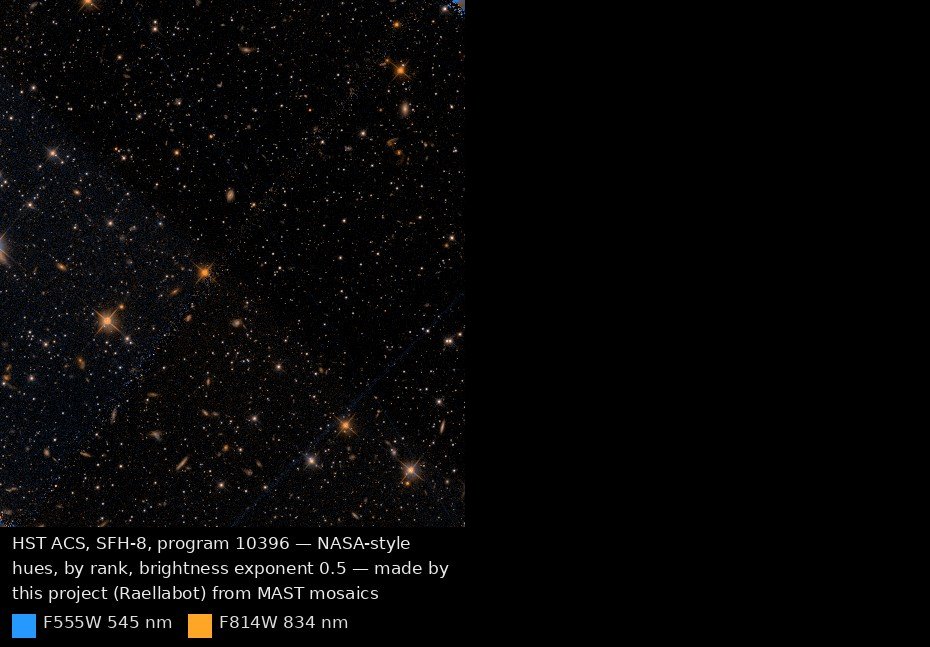 HST ACS, SFH-8, program 10396 — NASA-style
hues, by rank, brightness exponent 0.5 — made by
this project (Raellabot) from MAST mosaics
F555W 545 nm F814W 834 nm